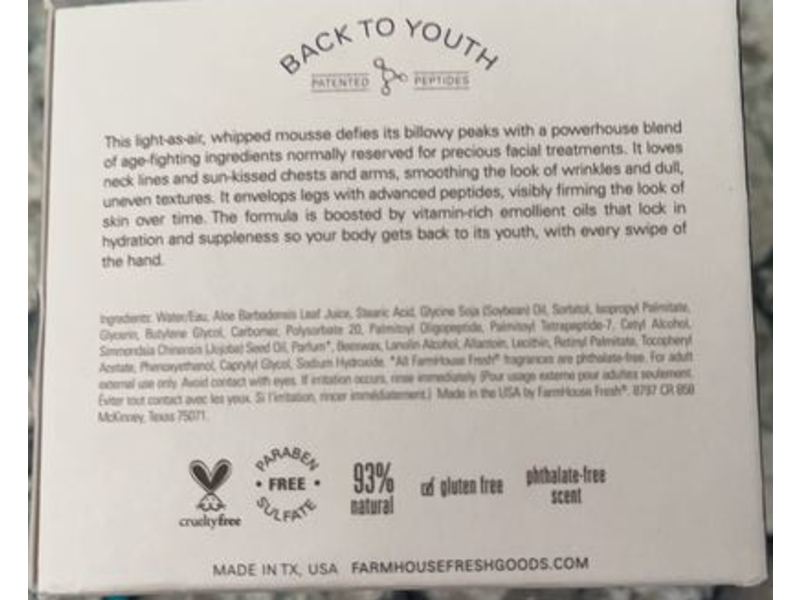 BACK TO YOUTH
PATENTED PEPTIDES
This light-as-air, whipped mousse defies its billowy peaks with a powerhouse blend
of age-fighting ingredients normally reserved for precious facial treatments. It loves
neck lines and sun-kissed chests and arms, smoothing the look of wrinkles and dull,
uneven textures. It envelops legs with advanced peptides, visibly firming the look of
skin over time. The formula is boosted by vitamin-rich emollient oils that lock in
hydration and suppleness so your body gets back to its youth, with every swipe of
the hand.
Ingredients: Water/Eau, Aloe Barbadensis Leaf Juice, Stearic Acid, Glycine Soja (Soybean) Oil, Sorbitol, Isopropyl Palmitate,
Glycerin, Butylene Glycol, Carbomer, Polysorbate 20, Palmitoyl Oligopeptide, Palmitoyl Tetrapeptide-7, Cetyl Alcohol,
Simmondsia Chinensis (Jojoba) Seed Oil, Parfum*, Beeswax, Lanolin Alcohol, Allantoin, Lecithin, Retinyl Palmitate, Tocopheryl
Acetate, Phenoxyethanol, Caprylyl Glycol, Sodium Hydroxide. *All FarmHouse Fresh® fragrances are phthalate-free. For adult
external use only. Avoid contact with eyes. If irritation occurs, rinse immediately. (Pour usage externe pour adultes seulement.
Éviter tout contact avec les yeux. Si l'irritation, rincer immédiatement.) Made in the USA by FarmHouse Fresh®. 8797 CR 858
McKinney, Texas 75071.
crueltyfree
PARABEN
• FREE •
SULFATE
93%
natural
gluten free
phthalate-free
scent
MADE IN TX, USA FARMHOUSEFRESHGOODS.COM